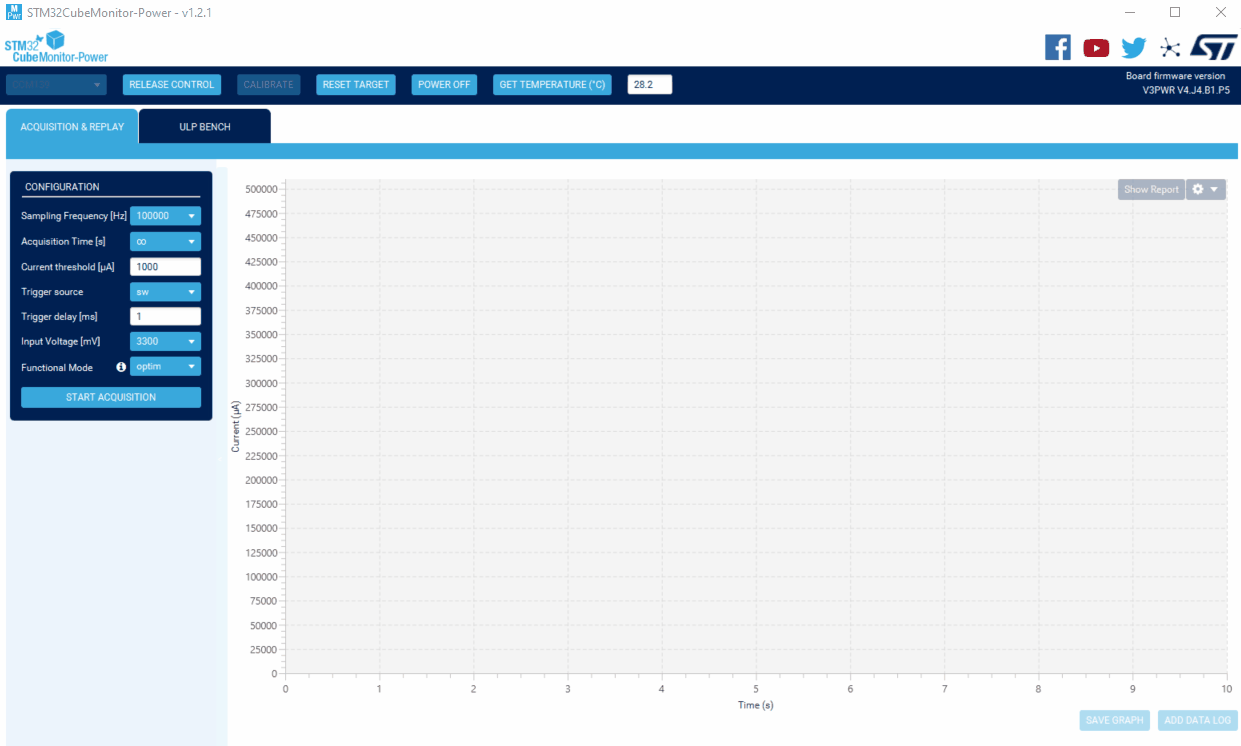 M
Pwr
STM32CubeMonitor-Power - v1.2.1
STM32
CubeMonitor-Power
RELEASE CONTROL
CALIBRATE
RESET TARGET
POWER OFF
GET TEMPERATURE (°C)
28.2
Board firmware version
V3PWR V4.J4.B1.P5
ACQUISITION & REPLAY
ULP BENCH
CONFIGURATION
Sampling Frequency [Hz] 100000
Acquisition Time [s] ∞
Current threshold [µA] 1000
Trigger source sw
Trigger delay [ms] 1
Input Voltage [mV] 3300
Functional Mode optim
START ACQUISITION
Show Report
Current (µA)
500000
475000
450000
425000
400000
375000
350000
325000
300000
275000
250000
225000
200000
175000
150000
125000
100000
75000
50000
25000
0
0 1 2 3 4 5 6 7 8 9 10
Time (s)
SAVE GRAPH
ADD DATA LOG